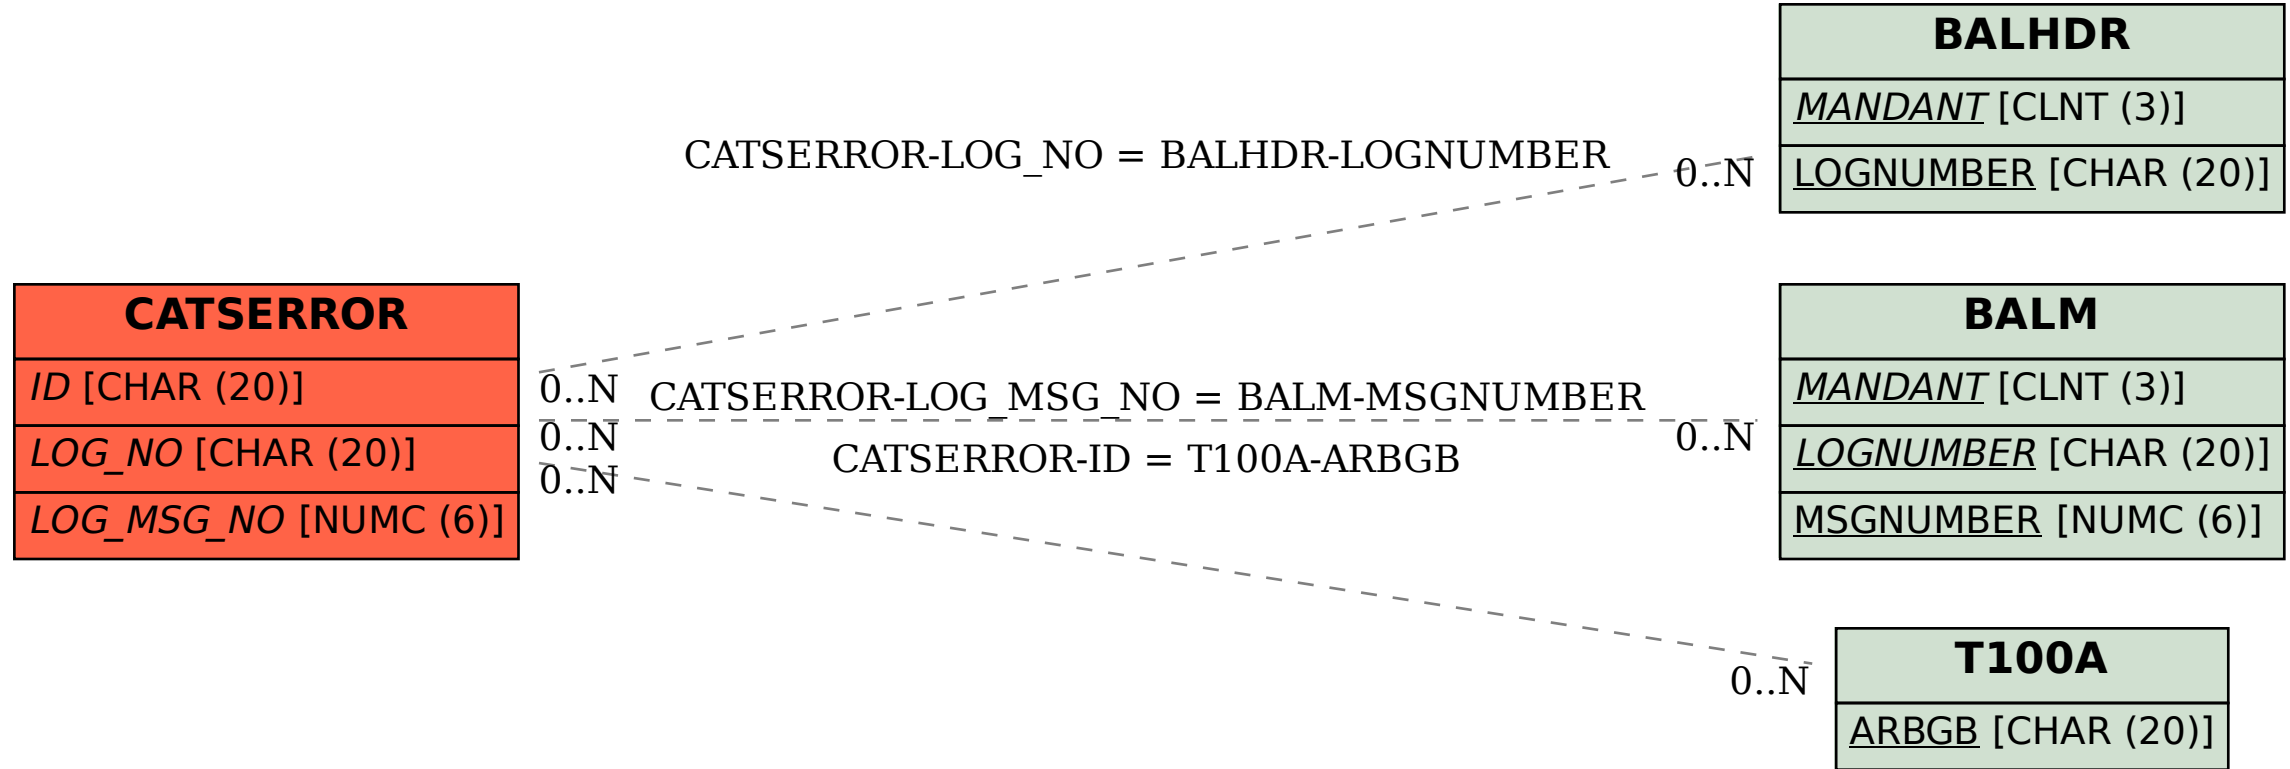 BALHDR
MANDANT [CLNT (3)]
LOGNUMBER [CHAR (20)]
CATSERROR-LOG_NO = BALHDR-LOGNUMBER
0..N
CATSERROR
ID [CHAR (20)]
LOG_NO [CHAR (20)]
LOG_MSG_NO [NUMC (6)]
0..N
0..N
0..N
CATSERROR-LOG_MSG_NO = BALM-MSGNUMBER
0..N
CATSERROR-ID = T100A-ARBGB
BALM
MANDANT [CLNT (3)]
LOGNUMBER [CHAR (20)]
MSGNUMBER [NUMC (6)]
0..N
T100A
ARBGB [CHAR (20)]